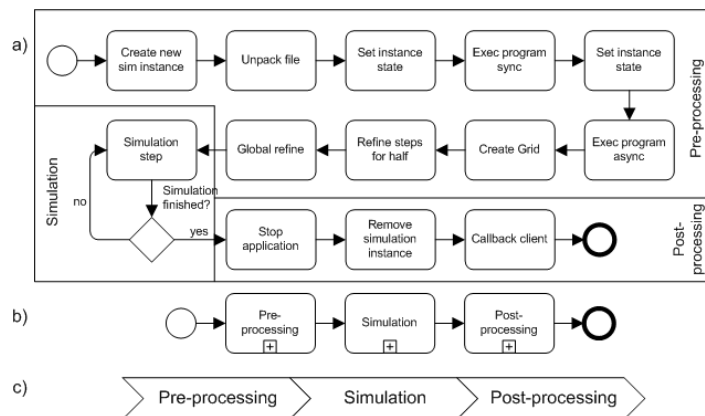 a)
Create new
sim instance
Unpack file
Set instance
state
Exec program
sync
Set instance
state
Pre-processing
Simulation
step
Global refine
Refine steps
for half
Create Grid
Exec program
async
Simulation
Simulation
finished?
no
yes
Stop
application
Remove
simulation
instance
Callback client
Post-
processing
b)
Pre-
processing
Simulation
Post-
processing
c)
Pre-processing
Simulation
Post-processing